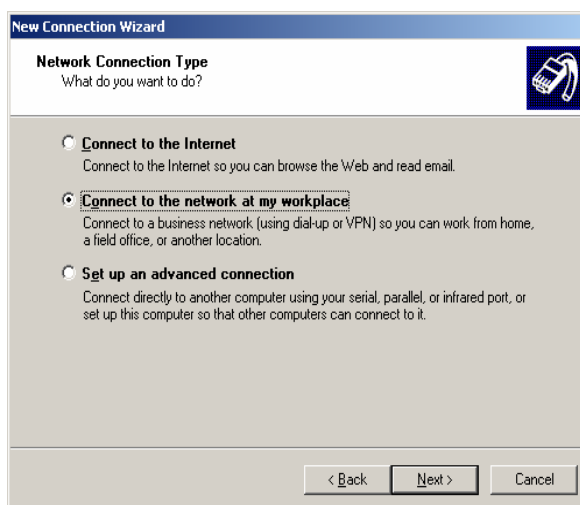 New Connection Wizard
Network Connection Type
What do you want to do?
Connect to the Internet
Connect to the Internet so you can browse the Web and read email.
Connect to the network at my workplace
Connect to a business network (using dial-up or VPN) so you can work from home,
a field office, or another location.
Set up an advanced connection
Connect directly to another computer using your serial, parallel, or infrared port, or
set up this computer so that other computers can connect to it.
< Back Next > Cancel